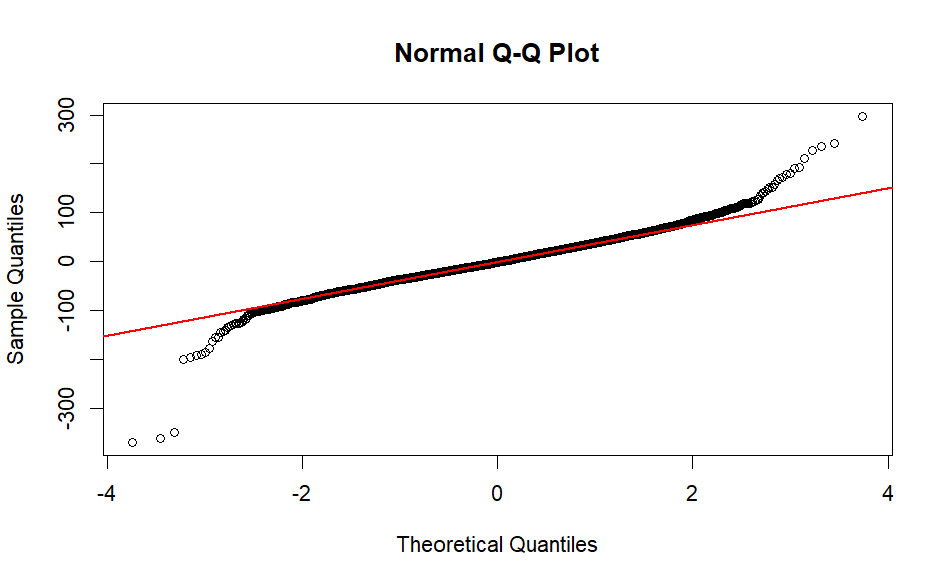 Normal Q-Q Plot
300
100
0
-100
-300
Sample Quantiles
-4 -2 0 2 4
Theoretical Quantiles